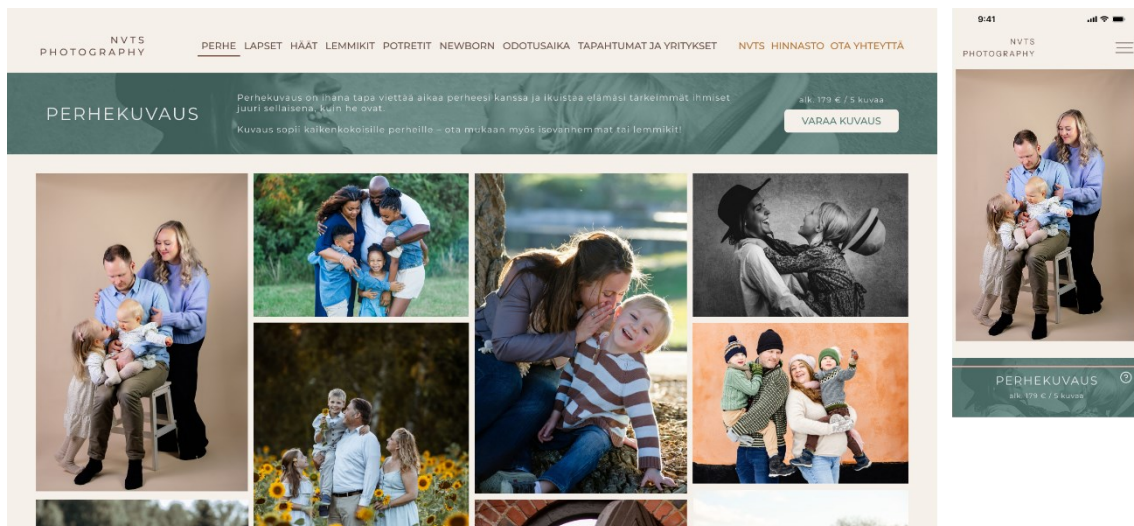 NVTS
PHOTOGRAPHY
PERHE LAPSET HÄÄT LEMMIKIT POTRETIT NEWBORN ODOTUSAIKA TAPAHTUMAT JA YRITYKSET NVTS HINNASTO OTA YHTEYTTÄ
PERHEKUVAUS
Perhekuvaus on ihana tapa viettää aikaa perheesi kanssa ja ikuistaa elämäsi tärkeimmät ihmiset
juuri sellaisena, kuin he ovat.
Kuvaus sopii kaikenkokoisille perheille – ota mukaan myös isovanhemmat tai lemmikit!
alk. 179 € / 5 kuvaa
VARAA KUVAUS
9:41
NVTS
PHOTOGRAPHY
PERHEKUVAUS
?
alk. 179 € / 5 kuvaa